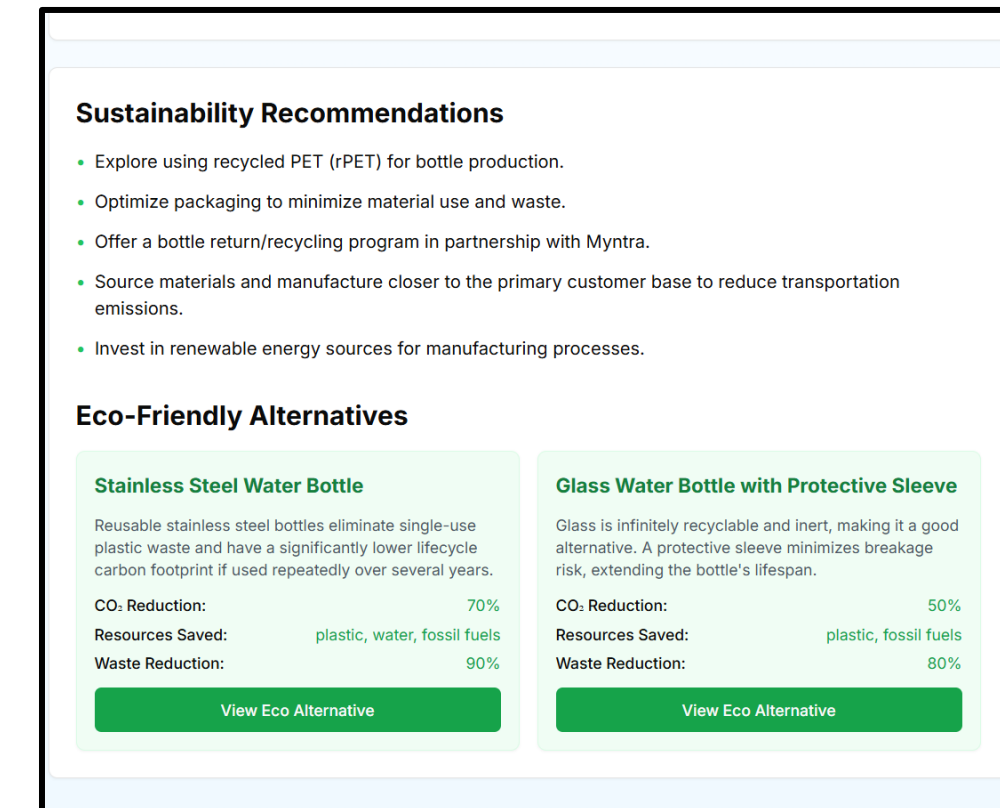 Sustainability Recommendations
• Explore using recycled PET (rPET) for bottle production.
• Optimize packaging to minimize material use and waste.
• Offer a bottle return/recycling program in partnership with Myntra.
• Source materials and manufacture closer to the primary customer base to reduce transportation
emissions.
• Invest in renewable energy sources for manufacturing processes.
Eco-Friendly Alternatives
Stainless Steel Water Bottle
Reusable stainless steel bottles eliminate single-use
plastic waste and have a significantly lower lifecycle
carbon footprint if used repeatedly over several years.
CO₂ Reduction: 70%
Resources Saved: plastic, water, fossil fuels
Waste Reduction: 90%
View Eco Alternative
Glass Water Bottle with Protective Sleeve
Glass is infinitely recyclable and inert, making it a good
alternative. A protective sleeve minimizes breakage
risk, extending the bottle's lifespan.
CO₂ Reduction: 50%
Resources Saved: plastic, fossil fuels
Waste Reduction: 80%
View Eco Alternative